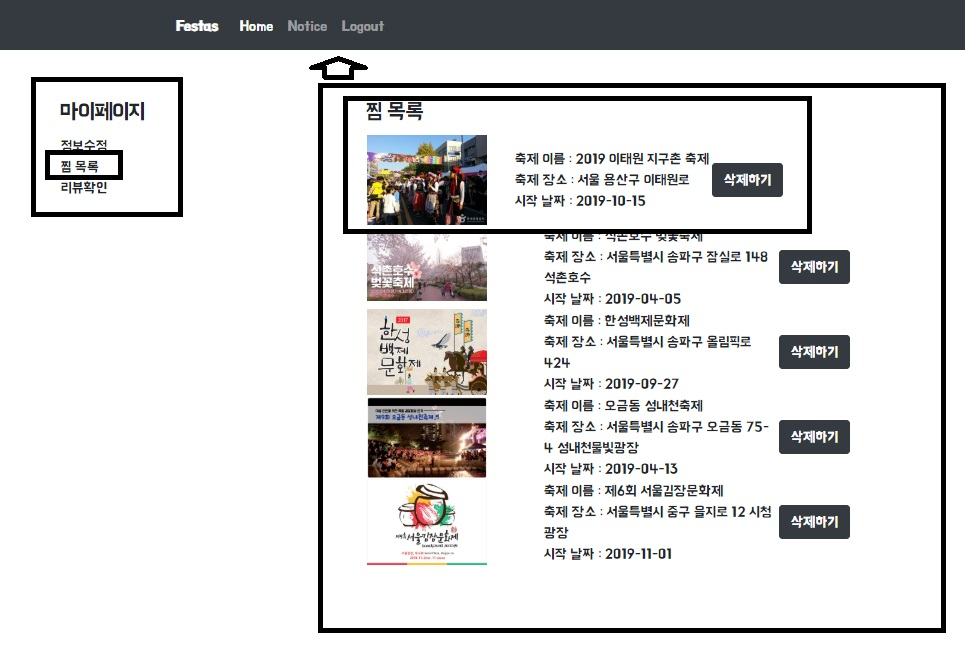 Festas Home Notice Logout
마이페이지
정보수정
찜 목록
리뷰확인
찜 목록
축제 이름 : 2019 이태원 지구촌 축제
축제 장소 : 서울 용산구 이태원로
시작 날짜 : 2019-10-15
삭제하기
석촌호수
벚꽃축제
축제 이름 : 석촌호수 벚꽃축제
축제 장소 : 서울특별시 송파구 잠실로 148
석촌호수
시작 날짜 : 2019-04-05
삭제하기
2017
한성
백제
문화제
축제 이름 : 한성백제문화제
축제 장소 : 서울특별시 송파구 올림픽로
424
시작 날짜 : 2019-09-27
삭제하기
제9회 오금동 성내천축제
축제 이름 : 오금동 성내천축제
축제 장소 : 서울특별시 송파구 오금동 75-
4 성내천물빛광장
시작 날짜 : 2019-04-13
삭제하기
서울김장문화제
축제 이름 : 제6회 서울김장문화제
축제 장소 : 서울특별시 중구 을지로 12 시청
광장
시작 날짜 : 2019-11-01
삭제하기